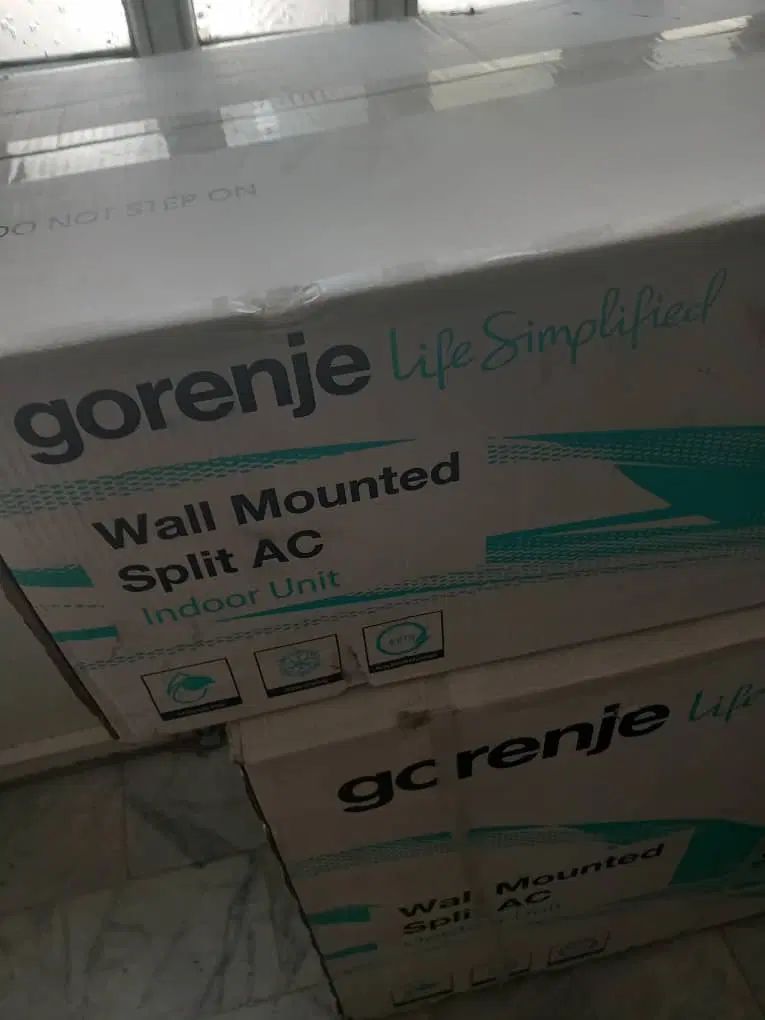 DO NOT STEP ON
gorenje Life Simplified
Wall Mounted
Split AC
Indoor Unit
gorenje Life
Wall Mounted
Split AC